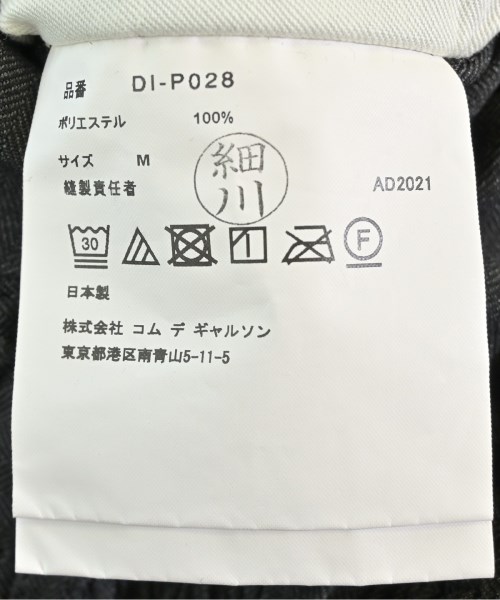 品番 DI-P028
ポリエステル 100%
サイズ M
縫製責任者 細川 AD2021
30 F
日本製
株式会社 コム デ ギャルソン
東京都港区南青山5-11-5